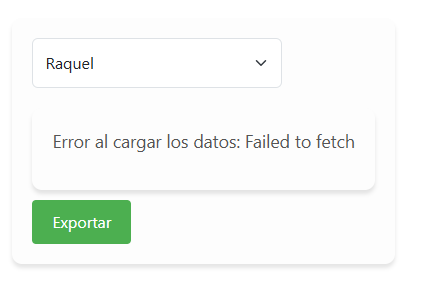 Raquel
Error al cargar los datos: Failed to fetch
Exportar